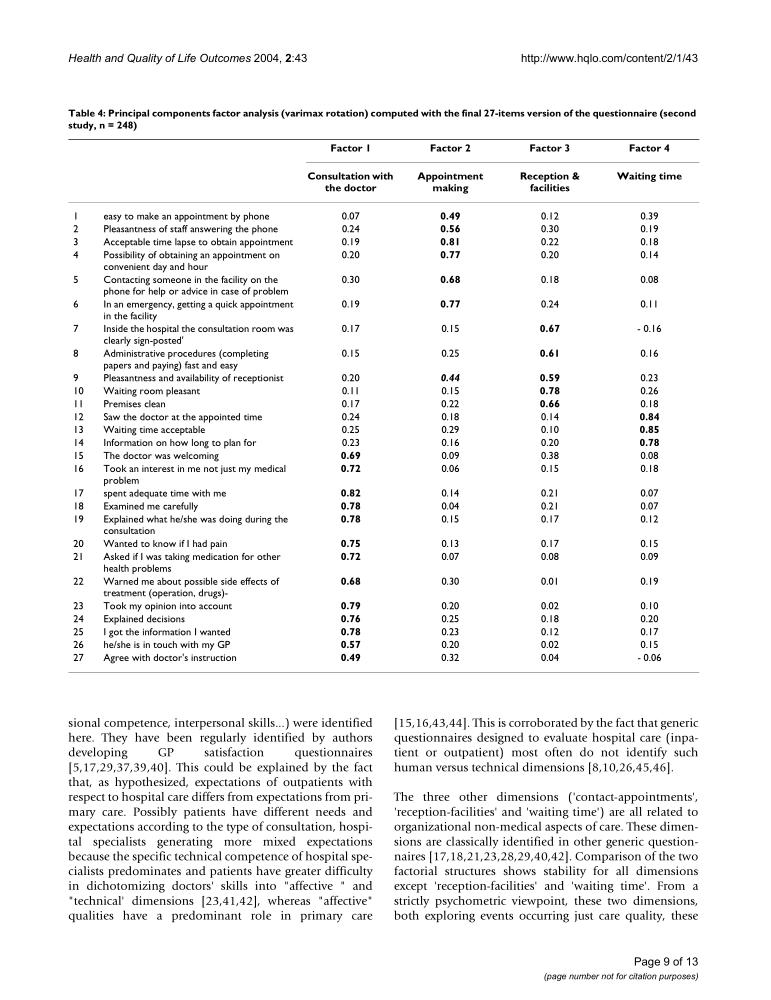 Health and Quality of Life Outcomes 2004, 2:43 http://www.hqlo.com/content/2/1/43
Table 4: Principal components factor analysis (varimax rotation) computed with the final 27-items version of the questionnaire (second
study, n = 248)
Factor 1 Factor 2 Factor 3 Factor 4
Consultation with Appointment Reception & Waiting time
the doctor making facilities
1 easy to make an appointment by phone 0.07 0.49 0.12 0.39
2 Pleasantness of staff answering the phone 0.24 0.56 0.30 0.19
3 Acceptable time lapse to obtain appointment 0.19 0.81 0.22 0.18
4 Possibility of obtaining an appointment on 0.20 0.77 0.20 0.14
convenient day and hour
5 Contacting someone in the facility on the 0.30 0.68 0.18 0.08
phone for help or advice in case of problem
6 In an emergency, getting a quick appointment 0.19 0.77 0.24 0.11
in the facility
7 Inside the hospital the consultation room was 0.17 0.15 0.67 - 0.16
clearly sign-posted'
8 Administrative procedures (completing 0.15 0.25 0.61 0.16
papers and paying) fast and easy
9 Pleasantness and availability of receptionist 0.20 0.44 0.59 0.23
10 Waiting room pleasant 0.11 0.15 0.78 0.26
11 Premises clean 0.17 0.22 0.66 0.18
12 Saw the doctor at the appointed time 0.24 0.18 0.14 0.84
13 Waiting time acceptable 0.25 0.29 0.10 0.85
14 Information on how long to plan for 0.23 0.16 0.20 0.78
15 The doctor was welcoming 0.69 0.09 0.38 0.08
16 Took an interest in me not just my medical 0.72 0.06 0.15 0.18
problem
17 spent adequate time with me 0.82 0.14 0.21 0.07
18 Examined me carefully 0.78 0.04 0.21 0.07
19 Explained what he/she was doing during the 0.78 0.15 0.17 0.12
consultation
20 Wanted to know if I had pain 0.75 0.13 0.17 0.15
21 Asked if I was taking medication for other 0.72 0.07 0.08 0.09
health problems
22 Warned me about possible side effects of 0.68 0.30 0.01 0.19
treatment (operation, drugs)-
23 Took my opinion into account 0.79 0.20 0.02 0.10
24 Explained decisions 0.76 0.25 0.18 0.20
25 I got the information I wanted 0.78 0.23 0.12 0.17
26 he/she is in touch with my GP 0.57 0.20 0.02 0.15
27 Agree with doctor's instruction 0.49 0.32 0.04 - 0.06
sional competence, interpersonal skills...) were identified
here. They have been regularly identified by authors
developing GP satisfaction questionnaires
[5,17,29,37,39,40]. This could be explained by the fact
that, as hypothesized, expectations of outpatients with
respect to hospital care differs from expectations from pri-
mary care. Possibly patients have different needs and
expectations according to the type of consultation, hospi-
tal specialists generating more mixed expectations
because the specific technical competence of hospital spe-
cialists predominates and patients have greater difficulty
in dichotomizing doctors' skills into "affective " and
"technical' dimensions [23,41,42], whereas "affective"
qualities have a predominant role in primary care
[15,16,43,44]. This is corroborated by the fact that generic
questionnaires designed to evaluate hospital care (inpa-
tient or outpatient) most often do not identify such
human versus technical dimensions [8,10,26,45,46].
The three other dimensions ('contact-appointments',
'reception-facilities' and 'waiting time') are all related to
organizational non-medical aspects of care. These dimen-
sions are classically identified in other generic question-
naires [17,18,21,23,28,29,40,42]. Comparison of the two
factorial structures shows stability for all dimensions
except 'reception-facilities' and 'waiting time'. From a
strictly psychometric viewpoint, these two dimensions,
both exploring events occurring just care quality, these
Page 9 of 13
(page number not for citation purposes)